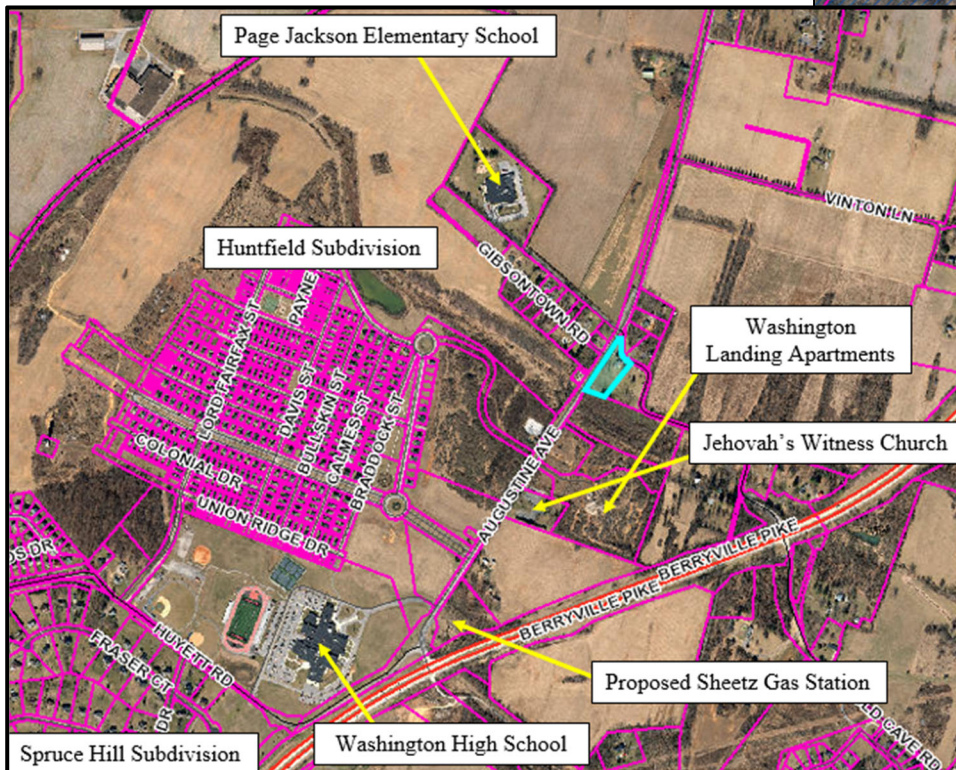 Page Jackson Elementary School
VINTON LN
Huntfield Subdivision
GIBSONTOWN RD
PAYNE
LORD FAIRFAX ST
DAVIS ST
BULLSKIN ST
CALMES ST
BRADDOCK ST
Washington
Landing Apartments
COLONIAL DR
UNION RIDGE DR
AUGUSTINE AVE
Jehovah's Witness Church
DS DR
BERRYVILLE PIKE
BERRYVILLE PIKE
HUYETT RD
FRASER CT
DR
Proposed Sheetz Gas Station
LD CAVE RD
Spruce Hill Subdivision
Washington High School